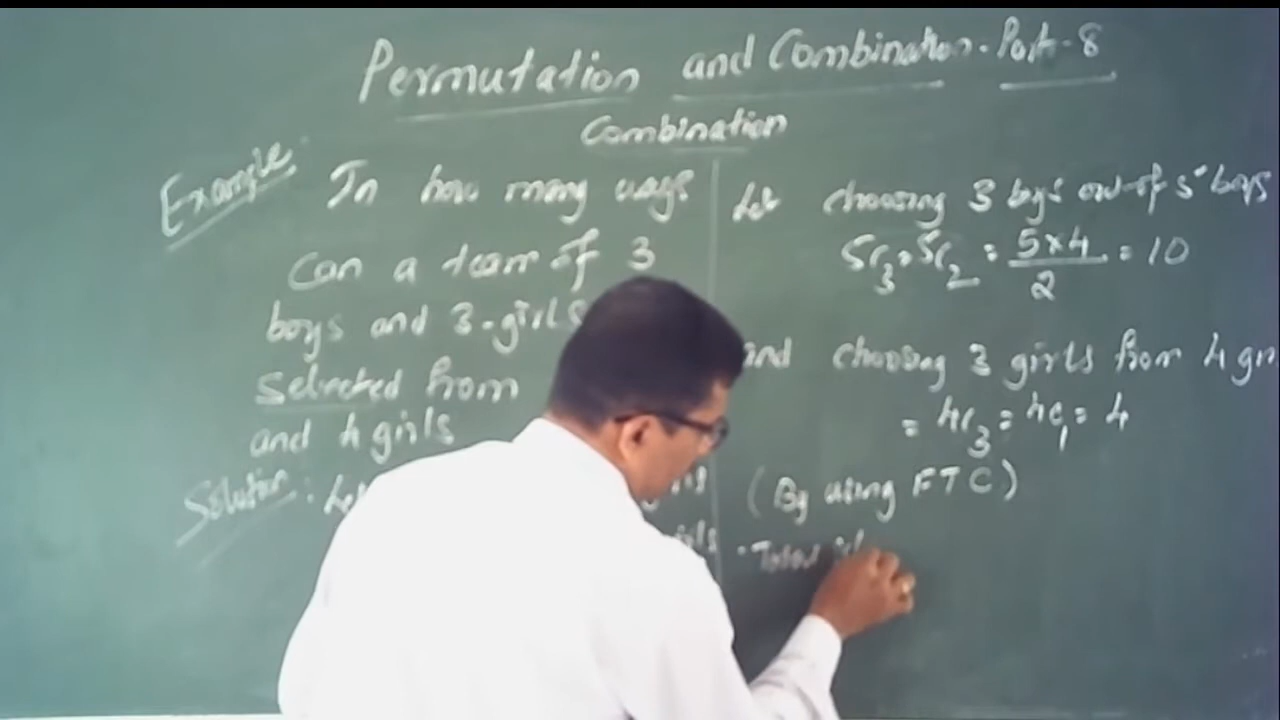 Permutation and Combination - Part - 8
Combination
Example: In how many ways
Can a team of 3
boys and 3-girls
selected from
and 4 girls
Solution: Let
Let choosing 3 boys out of 5 boys
5C3 = 5C2 = 5×4/2 = 10
and choosing 3 girls from 4
= 4C3 = 4C1 = 4
(By using FTC)
Total